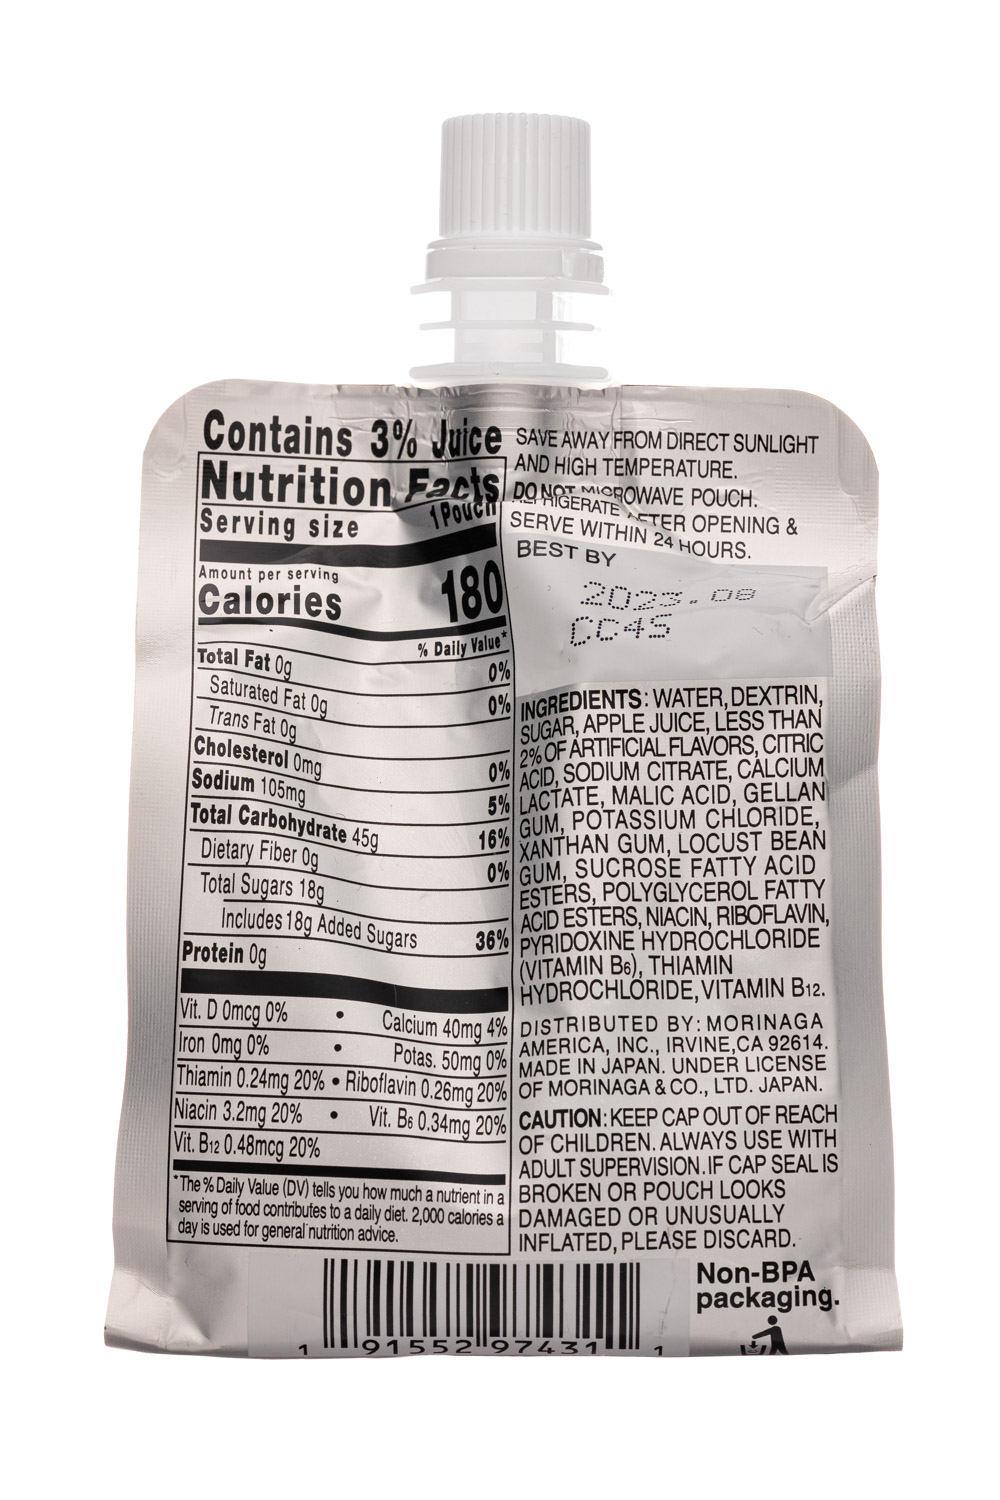 Contains 3% Juice
Nutrition Facts
Serving size 1 Pouch
Amount per serving
Calories 180
% Daily Value*
Total Fat 0g 0%
Saturated Fat 0g 0%
Trans Fat 0g
Cholesterol 0mg 0%
Sodium 105mg 5%
Total Carbohydrate 45g 16%
Dietary Fiber 0g 0%
Total Sugars 18g
Includes 18g Added Sugars 36%
Protein 0g
Vit. D 0mcg 0% • Calcium 40mg 4%
Iron 0mg 0% • Potas. 50mg 0%
Thiamin 0.24mg 20% • Riboflavin 0.26mg 20%
Niacin 3.2mg 20% • Vit. B6 0.34mg 20%
Vit. B12 0.48mcg 20%
*The % Daily Value (DV) tells you how much a nutrient in a
serving of food contributes to a daily diet. 2,000 calories a
day is used for general nutrition advice.
SAVE AWAY FROM DIRECT SUNLIGHT
AND HIGH TEMPERATURE.
DO NOT MICROWAVE POUCH.
REFRIGERATE AFTER OPENING &
SERVE WITHIN 24 HOURS.
BEST BY
2023.08
CC45
INGREDIENTS: WATER, DEXTRIN,
SUGAR, APPLE JUICE, LESS THAN
2% OF ARTIFICIAL FLAVORS, CITRIC
ACID, SODIUM CITRATE, CALCIUM
LACTATE, MALIC ACID, GELLAN
GUM, POTASSIUM CHLORIDE,
XANTHAN GUM, LOCUST BEAN
GUM, SUCROSE FATTY ACID
ESTERS, POLYGLYCEROL FATTY
ACID ESTERS, NIACIN, RIBOFLAVIN,
PYRIDOXINE HYDROCHLORIDE
(VITAMIN B6), THIAMIN
HYDROCHLORIDE, VITAMIN B12.
DISTRIBUTED BY: MORINAGA
AMERICA, INC., IRVINE, CA 92614.
MADE IN JAPAN. UNDER LICENSE
OF MORINAGA & CO., LTD. JAPAN.
CAUTION: KEEP CAP OUT OF REACH
OF CHILDREN. ALWAYS USE WITH
ADULT SUPERVISION. IF CAP SEAL IS
BROKEN OR POUCH LOOKS
DAMAGED OR UNUSUALLY
INFLATED, PLEASE DISCARD.
Non-BPA
packaging.
1 91552 97431 1